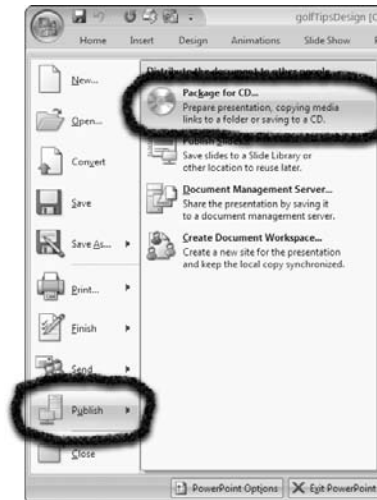 golfTipsDesign [C
Home Insert Design Animations Slide Show
Distribute the document to other people
New...
Open...
Convert
Save
Save As...
Print...
Finish
Send
Publish
Close
Package for CD...
Prepare presentation, copying media
links to a folder or saving to a CD.
Publish Slides
Save slides to a Slide Library or
other location to reuse later.
Document Management Server...
Share the presentation by saving it
to a document management server.
Create Document Workspace...
Create a new site for the presentation
and keep the local copy synchronized.
PowerPoint Options Exit PowerPoint